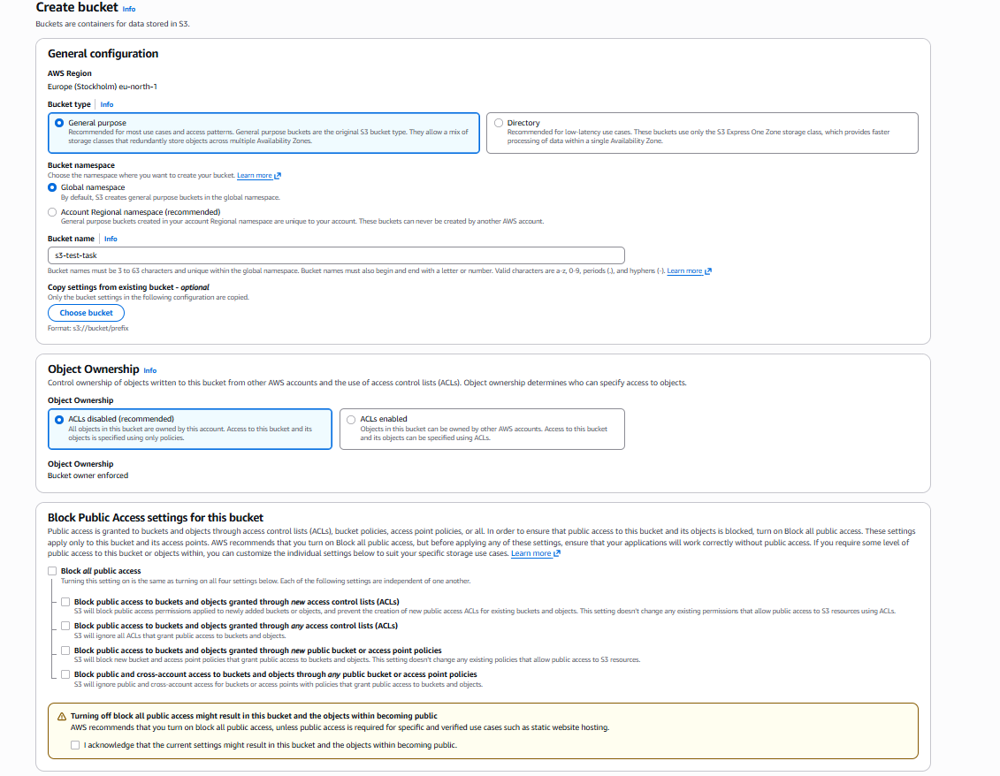 Create bucket Info
Buckets are containers for data stored in S3.
General configuration
AWS Region
Europe (Stockholm) eu-north-1
Bucket type Info
General purpose
Recommended for most use cases and access patterns. General purpose buckets are the original S3 bucket type. They allow a mix of
storage classes that redundantly store objects across multiple Availability Zones.
Directory
Recommended for low-latency use cases. These buckets use only the S3 Express One Zone storage class, which provides faster
processing of data within a single Availability Zone.
Bucket namespace
Choose the namespace where you want to create your bucket. Learn more
Global namespace
By default, S3 creates general purpose buckets in the global namespace.
Account Regional namespace (recommended)
General purpose buckets created in your account Regional namespace are unique to your account. These buckets can never be created by another AWS account.
Bucket name Info
s3-test-task
Bucket names must be 3 to 63 characters and unique within the global namespace. Bucket names must also begin and end with a letter or number. Valid characters are a-z, 0-9, periods (.), and hyphens (-). Learn more
Copy settings from existing bucket - optional
Only the bucket settings in the following configuration are copied.
Choose bucket
Format: s3://bucket/prefix
Object Ownership Info
Control ownership of objects written to this bucket from other AWS accounts and the use of access control lists (ACLs). Object ownership determines who can specify access to objects.
Object Ownership
ACLs disabled (recommended)
All objects in this bucket are owned by this account. Access to this bucket and its
objects is specified using only policies.
ACLs enabled
Objects in this bucket can be owned by other AWS accounts. Access to this bucket
and its objects can be specified using ACLs.
Object Ownership
Bucket owner enforced
Block Public Access settings for this bucket
Public access is granted to buckets and objects through access control lists (ACLs), bucket policies, access point policies, or all. In order to ensure that public access to this bucket and its objects is blocked, turn on Block all public access. These settings
apply only to this bucket and its access points. AWS recommends that you turn on Block all public access, but before applying any of these settings, ensure that your applications will work correctly without public access. If you require some level of
public access to this bucket or objects within, you can customize the individual settings below to suit your specific storage use cases. Learn more
Block all public access
Turning this setting on is the same as turning on all four settings below. Each of the following settings are independent of one another.
Block public access to buckets and objects granted through new access control lists (ACLs)
S3 will block public access permissions applied to newly added buckets or objects, and prevent the creation of new public access ACLs for existing buckets and objects. This setting doesn't change any existing permissions that allow public access to S3 resources using ACLs.
Block public access to buckets and objects granted through any access control lists (ACLs)
S3 will ignore all ACLs that grant public access to buckets and objects.
Block public access to buckets and objects granted through new public bucket or access point policies
S3 will block new bucket and access point policies that grant public access to buckets and objects. This setting doesn't change any existing policies that allow public access to S3 resources.
Block public and cross-account access to buckets and objects through any public bucket or access point policies
S3 will ignore public and cross-account access for buckets or access points with policies that grant public access to buckets and objects.
Turning off block all public access might result in this bucket and the objects within becoming public
AWS recommends that you turn on block all public access, unless public access is required for specific and verified use cases such as static website hosting.
I acknowledge that the current settings might result in this bucket and the objects within becoming public.